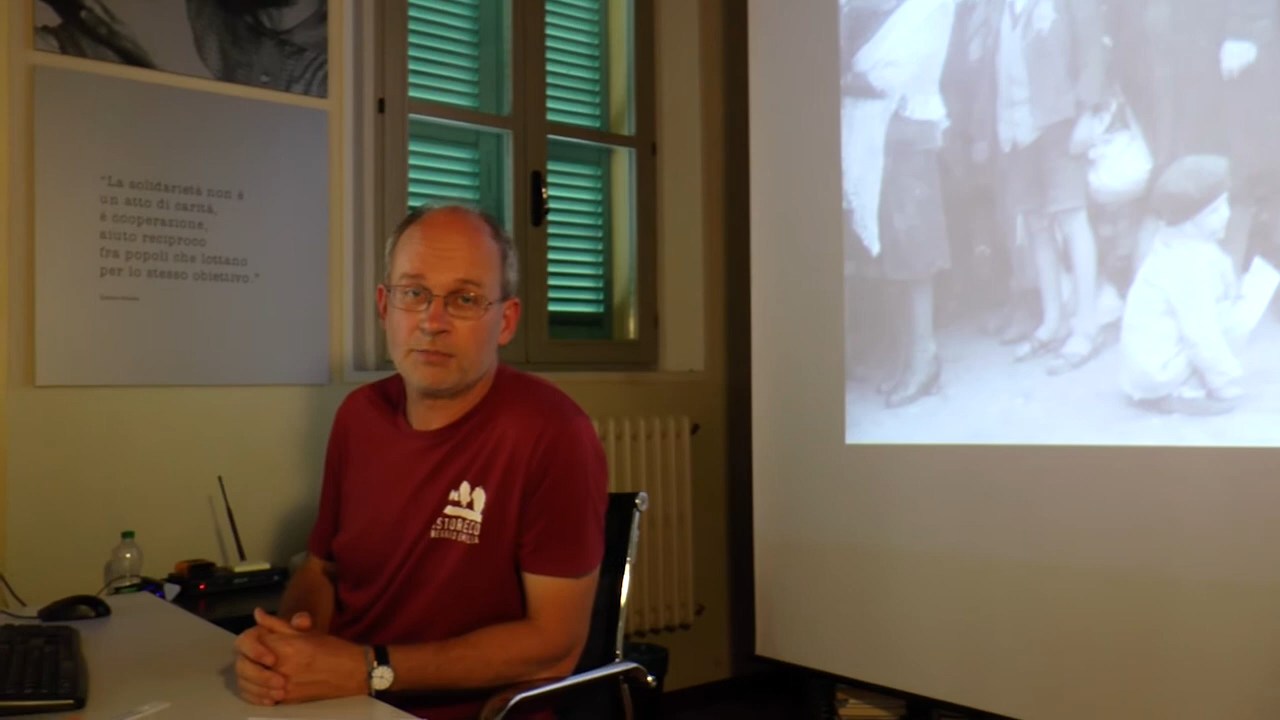 "La solidarietà non è
un atto di carità,
è cooperazione,
aiuto reciproco
fra popoli che lottano
per lo stesso obiettivo."
ISTORECO
REGGIO EMILIA